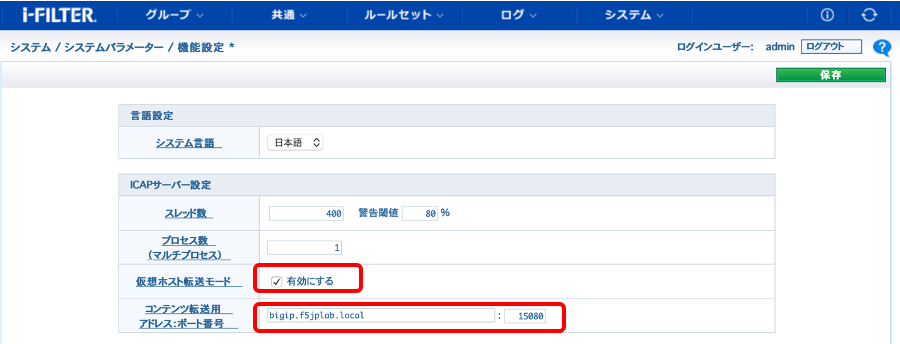 i-FILTER. グループ 共通 ルールセット ログ システム
システム / システムパラメーター / 機能設定 * ログインユーザー: admin ログアウト ?
保存
言語設定
システム言語 日本語
ICAPサーバー設定
スレッド数 400 警告閾値 80 %
プロセス数
(マルチプロセス) 1
仮想ホスト転送モード 有効にする
コンテンツ転送用
アドレス:ポート番号 bigip.f5jplab.local : 15080